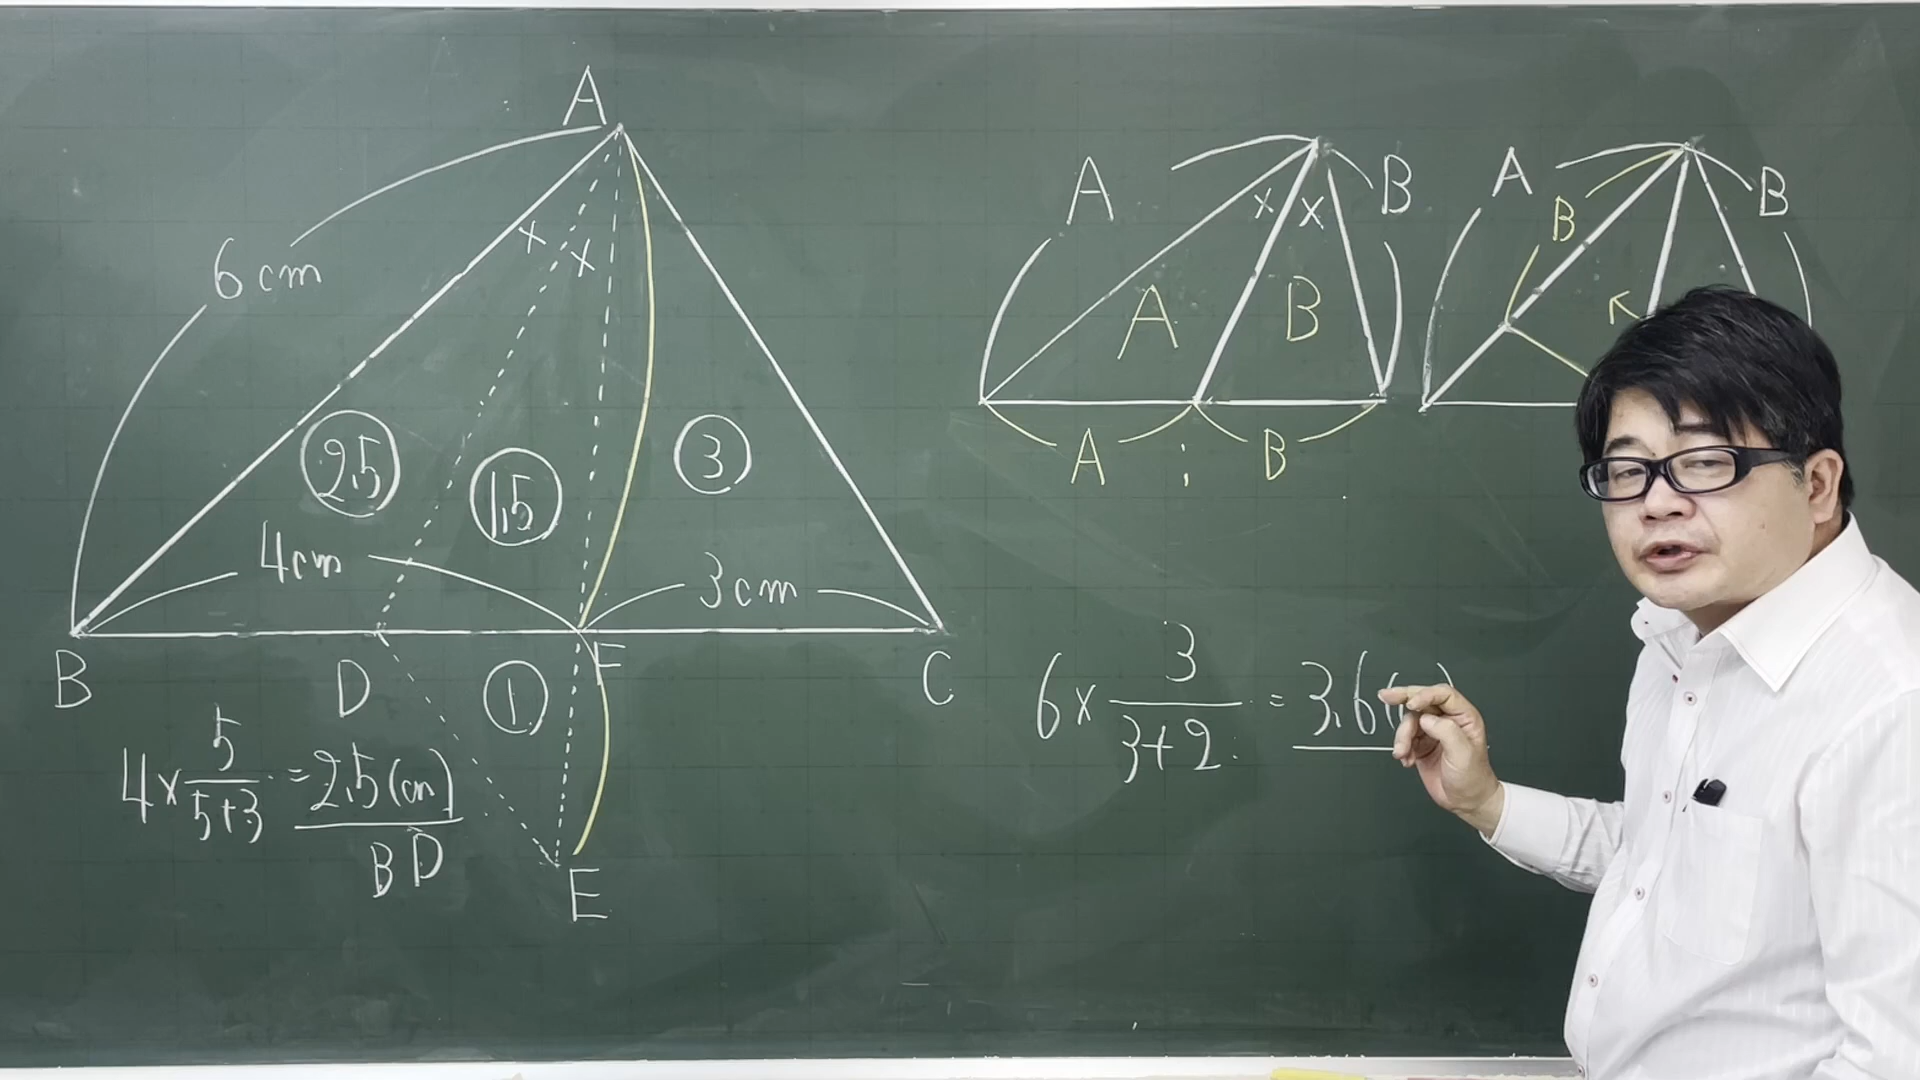 A
6cm
x x
2.5
1.5
3
4cm
3cm
B
D
F
C
1
4×5/(5+3)=2.5(cm)
BD
E
A
B
x x
A
B
A : B
A
B
B
6×3/(3+2)=3.6(